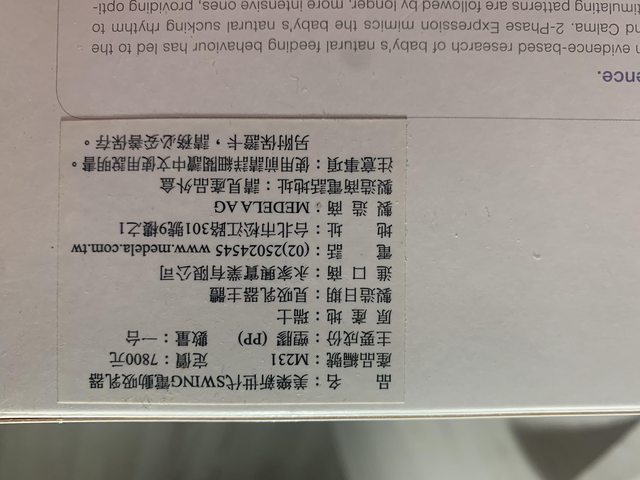 品 名：美樂新世代SWING電動吸乳器
產品編號：M231 定價：7800元
主要成份：塑膠 (PP) 數量：一台
原 產 地：瑞士
製造日期：見吸乳器主體
進 口 商：永家興實業有限公司
電 話：(02)25024545 www.medela.com.tw
地 址：台北市松江路301號9樓之1
製 造 商：MEDELA AG
製造商電話地址：請見產品外盒
注意事項：使用前請詳細閱讀中文使用說明書。
另附保證卡，請務必妥善保存。
ence.
evidence-based research of baby's natural feeding behaviour has led to the
nd Calma. 2-Phase Expression mimics the baby's natural sucking rhythm to
timulating patterns are followed by longer, more intensive ones, providing opti-